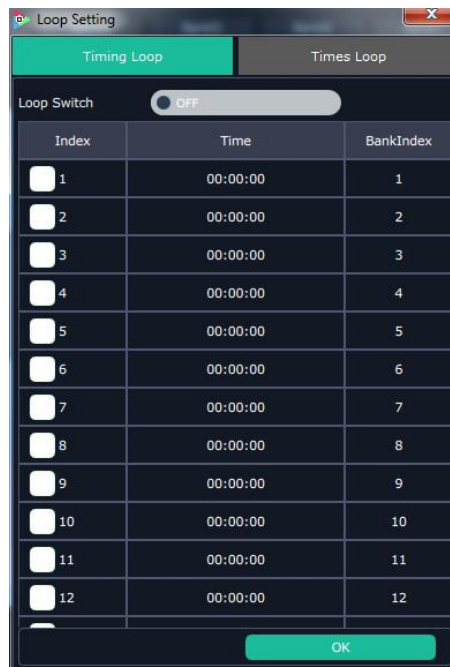 Loop Setting
Timing Loop Times Loop
Loop Switch OFF
Index Time BankIndex
1 00:00:00 1
2 00:00:00 2
3 00:00:00 3
4 00:00:00 4
5 00:00:00 5
6 00:00:00 6
7 00:00:00 7
8 00:00:00 8
9 00:00:00 9
10 00:00:00 10
11 00:00:00 11
12 00:00:00 12
OK